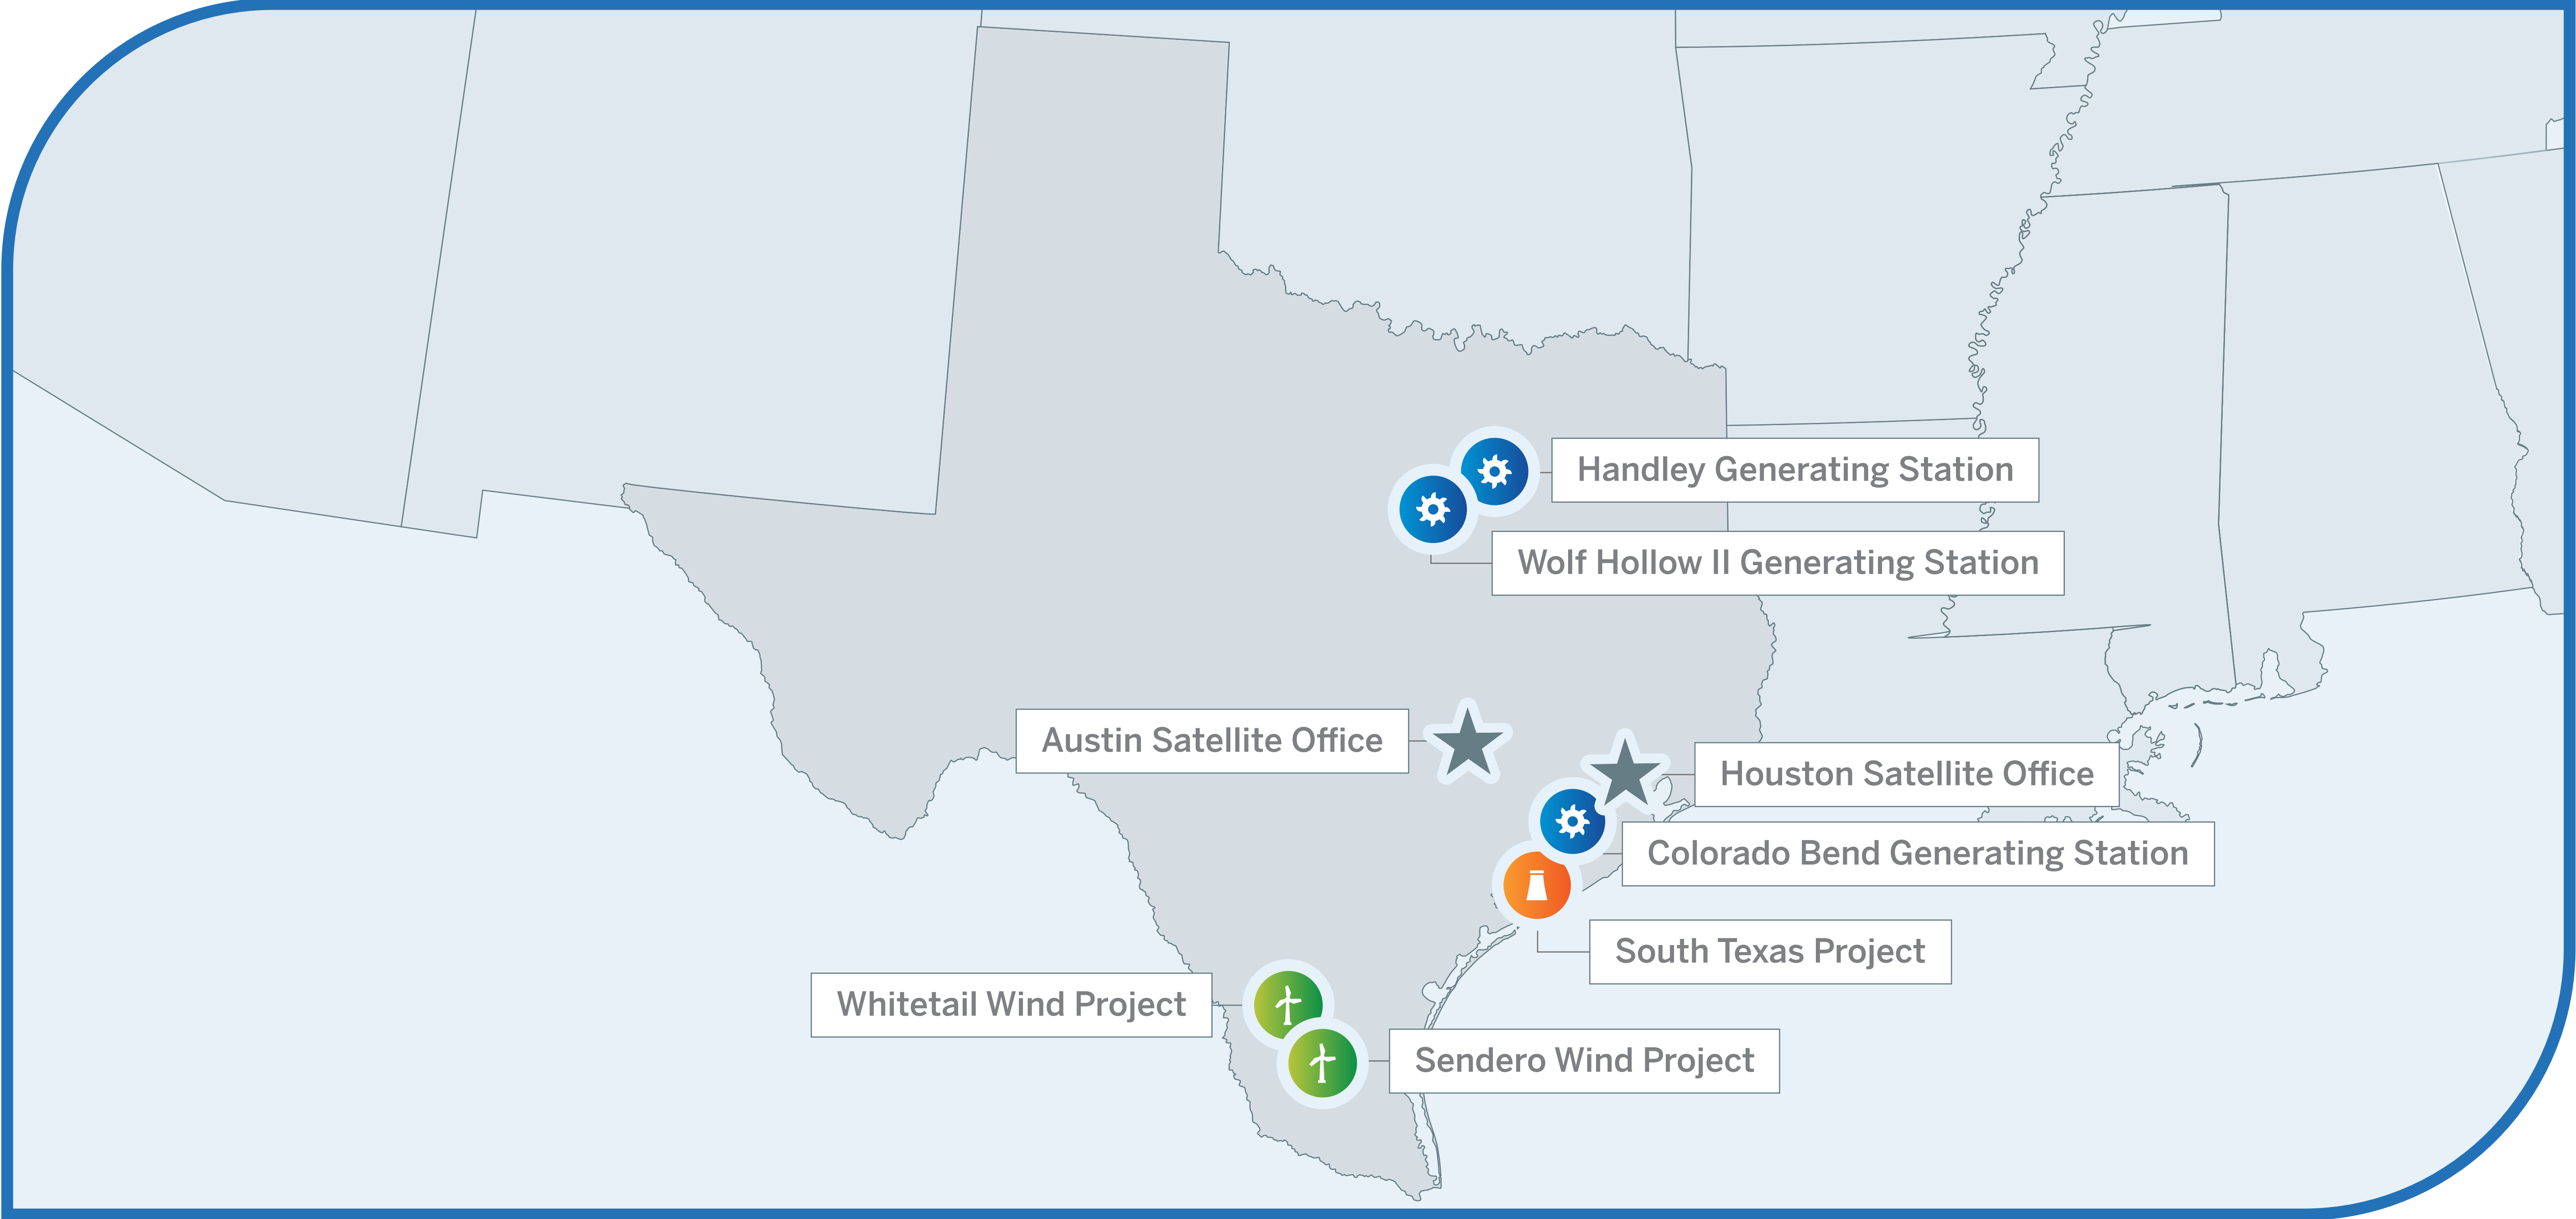 Handley Generating Station
Wolf Hollow II Generating Station
Austin Satellite Office
Houston Satellite Office
Colorado Bend Generating Station
South Texas Project
Whitetail Wind Project
Sendero Wind Project